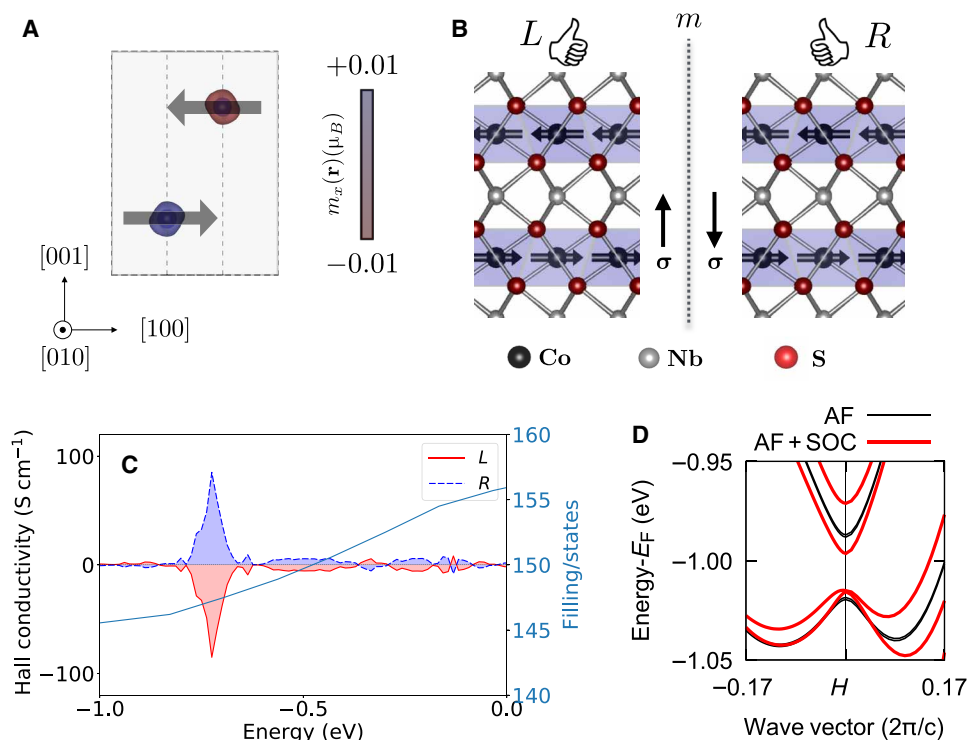 A
+0.01
m_x(r)(μ_B)
−0.01
[001]
[100]
[010]
B
L
m
R
σ
σ
Co
Nb
S
C
Hall conductivity (S cm⁻¹)
100
0
−100
L
R
160
155
150
145
140
Filling/states
−1.0
−0.5
0.0
Energy (eV)
D
AF
AF + SOC
Energy-E_F (eV)
−0.95
−1.00
−1.05
−0.17
H
0.17
Wave vector (2π/c)